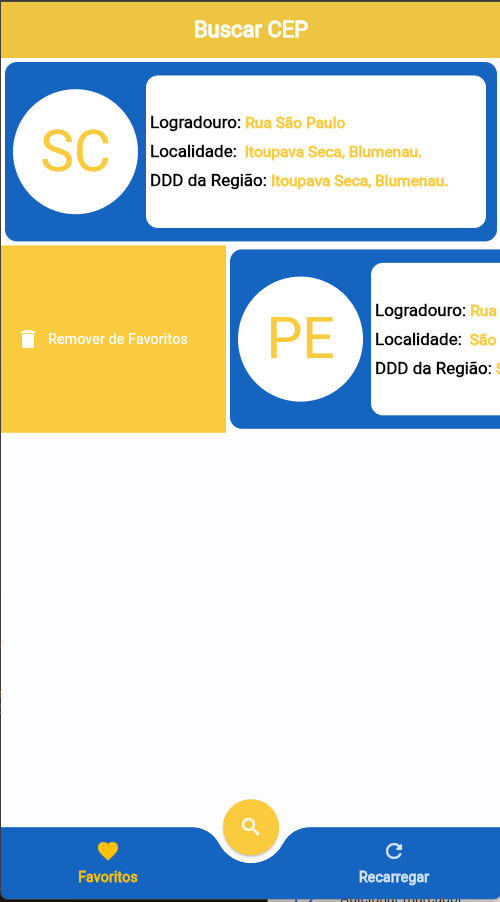 Buscar CEP
SC
Logradouro: Rua São Paulo
Localidade: Itoupava Seca, Blumenau.
DDD da Região: Itoupava Seca, Blumenau.
Remover de Favoritos
PE
Logradouro: Rua
Localidade: São
DDD da Região:
Favoritos
Recarregar